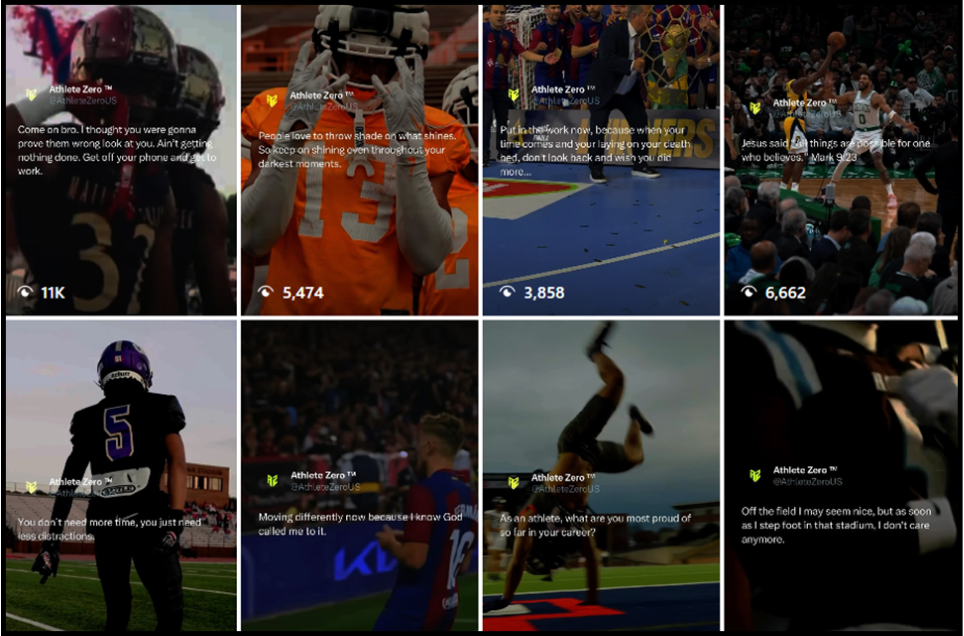 Athlete Zero ™
@AthleteZeroUS
Come on bro. I thought you were gonna
prove them wrong look at you. Ain't getting
nothing done. Get off your phone and get to
work.
31
11K
Athlete Zero ™
@AthleteZeroUS
People love to throw shade on what shines.
So keep on shining even throughout your
darkest moments.
13
5,474
Athlete Zero ™
@AthleteZeroUS
Put in the work now, because when your
time comes and your laying on your death
bed, don't look back and wish you did
more...
3,858
Athlete Zero ™
@AthleteZeroUS
Jesus said "All things are possible for one
who believes." Mark 9:23
0
6,662
5
Athlete Zero ™
@AthleteZeroUS
You don't need more time, you just need
less distractions.
Athlete Zero ™
@AthleteZeroUS
Moving differently now because I know God
called me to it.
16
Athlete Zero ™
@AthleteZeroUS
As an athlete, what are you most proud of
so far in your career?
Athlete Zero ™
@AthleteZeroUS
Off the field I may seem nice, but as soon
as I step foot in that stadium, I don't care
anymore.